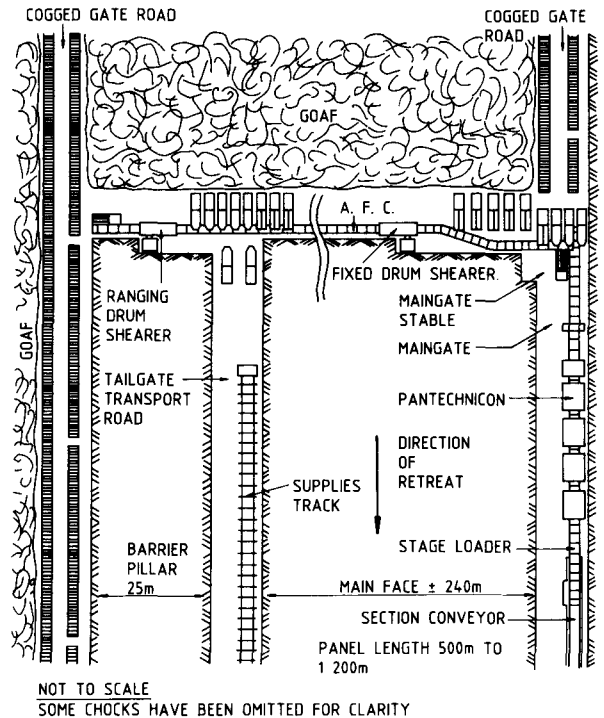 COGGED GATE ROAD
COGGED GATE
ROAD
GOAF
A. F. C.
FIXED DRUM SHEARER.
RANGING
DRUM
SHEARER
MAINGATE
STABLE
GOAF
MAINGATE
TAILGATE
TRANSPORT
ROAD
PANTECHNICON
DIRECTION
OF
RETREAT
SUPPLIES
TRACK
STAGE LOADER
BARRIER
PILLAR
25m
MAIN FACE ± 240m
SECTION CONVEYOR
PANEL LENGTH 500m TO
1 200m
NOT TO SCALE
SOME CHOCKS HAVE BEEN OMITTED FOR CLARITY